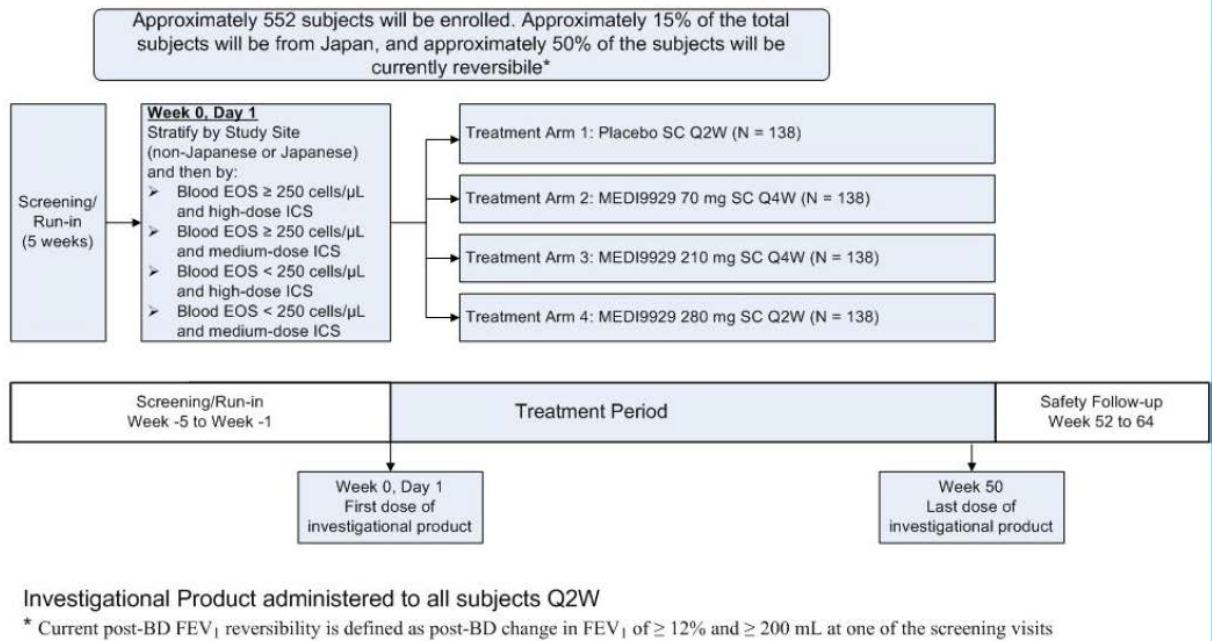 Approximately 552 subjects will be enrolled. Approximately 15% of the total
subjects will be from Japan, and approximately 50% of the subjects will be
currently reversibile*
Screening/
Run-in
(5 weeks)
Week 0, Day 1
Stratify by Study Site
(non-Japanese or Japanese)
and then by:
➢ Blood EOS ≥ 250 cells/µL
and high-dose ICS
➢ Blood EOS ≥ 250 cells/µL
and medium-dose ICS
➢ Blood EOS < 250 cells/µL
and high-dose ICS
➢ Blood EOS < 250 cells/µL
and medium-dose ICS
Treatment Arm 1: Placebo SC Q2W (N = 138)
Treatment Arm 2: MEDI9929 70 mg SC Q4W (N = 138)
Treatment Arm 3: MEDI9929 210 mg SC Q4W (N = 138)
Treatment Arm 4: MEDI9929 280 mg SC Q2W (N = 138)
Screening/Run-in
Week -5 to Week -1
Treatment Period
Safety Follow-up
Week 52 to 64
Week 0, Day 1
First dose of
investigational product
Week 50
Last dose of
investigational product
Investigational Product administered to all subjects Q2W
* Current post-BD FEV₁ reversibility is defined as post-BD change in FEV₁ of ≥ 12% and ≥ 200 mL at one of the screening visits